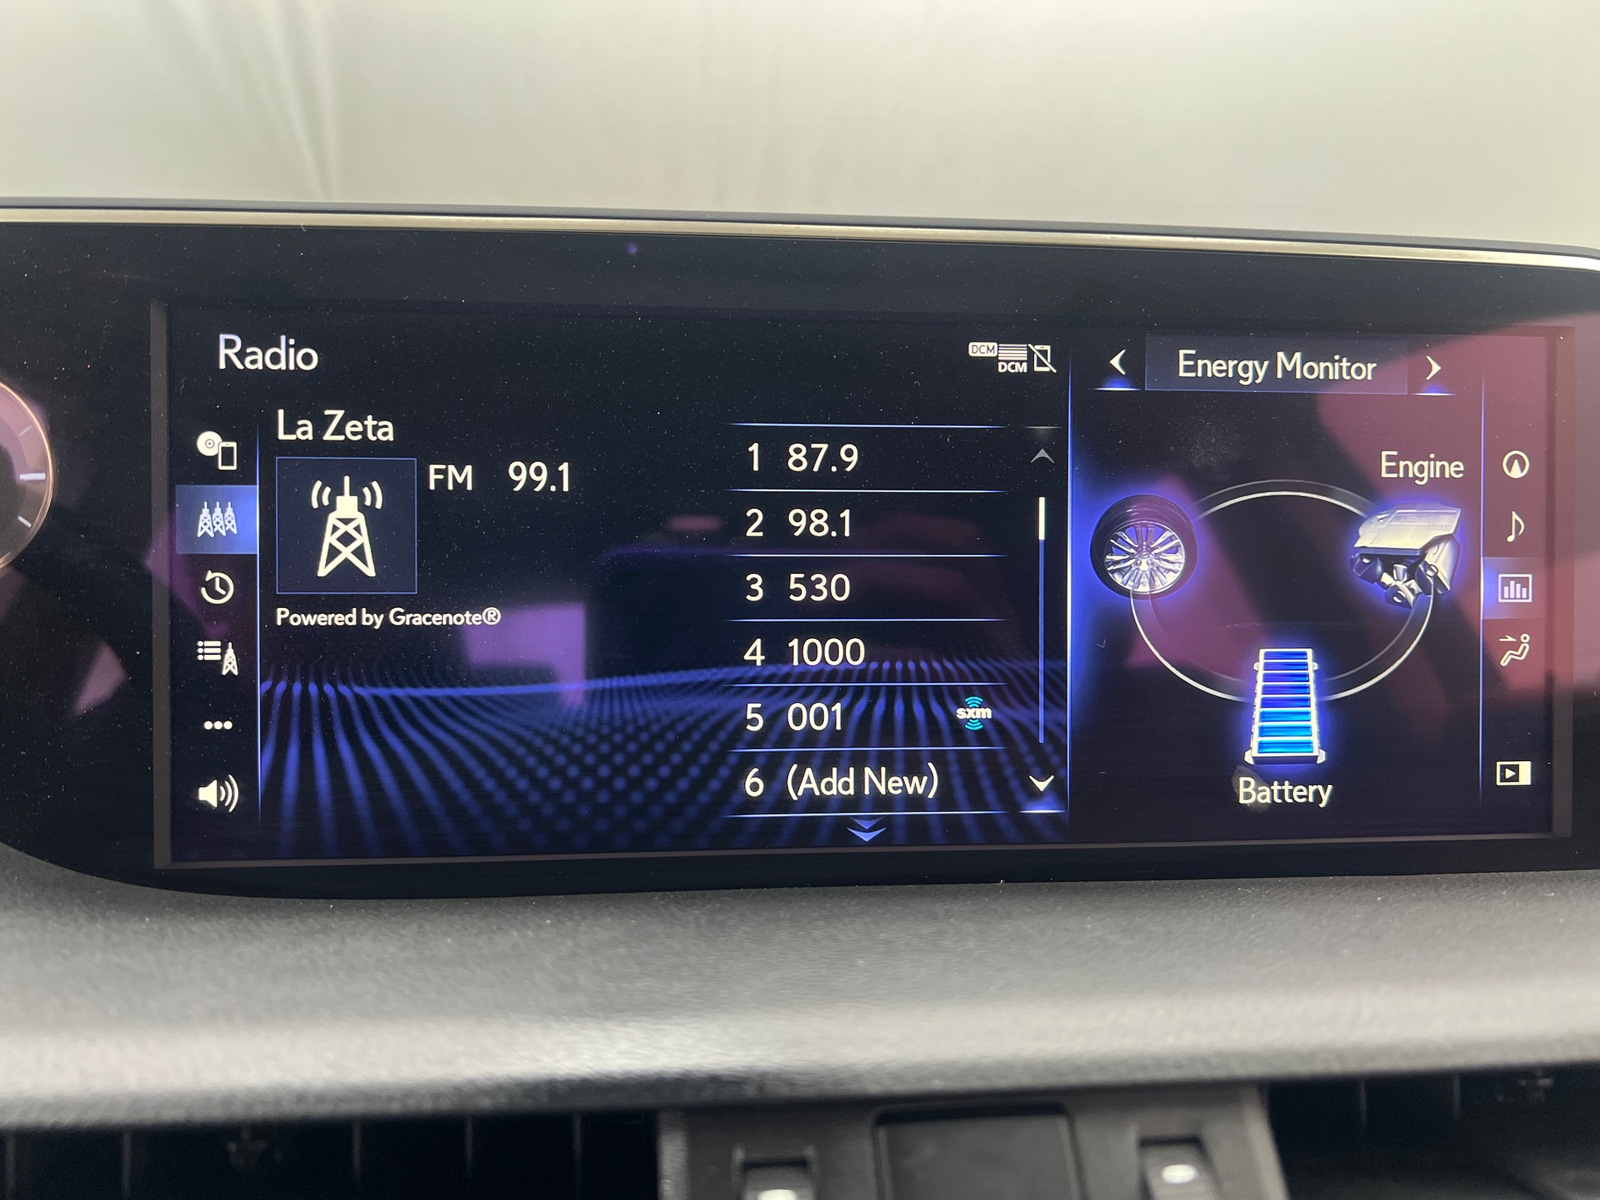 Radio
DCM
DCM
La Zeta
FM 99.1
Powered by Gracenote®
1 87.9
2 98.1
3 530
4 1000
5 001 sxm
6 (Add New)
Energy Monitor
Engine
Battery